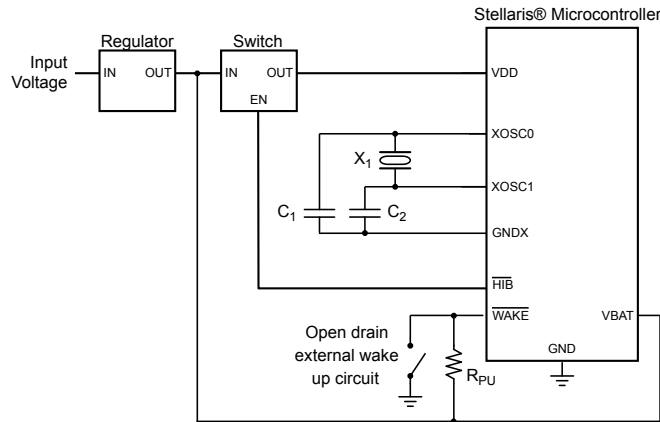 Stellaris® Microcontroller
Regulator
Switch
Input
Voltage
IN
OUT
IN
OUT
VDD
EN
XOSC0
X1
XOSC1
C1
C2
GNDX
HIB
WAKE
VBAT
Open drain
external wake
up circuit
RPU
GND